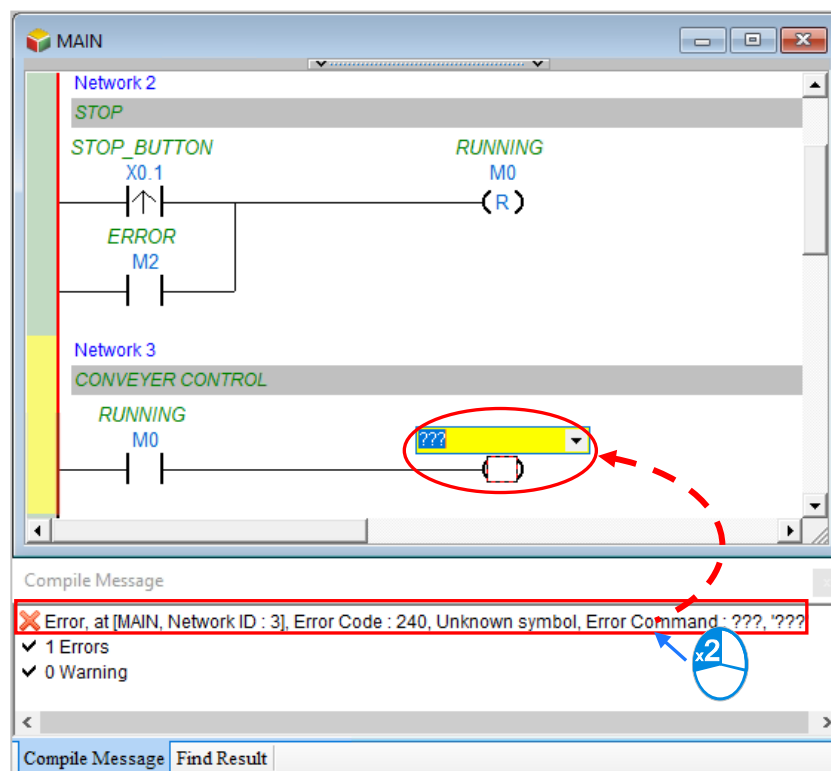 MAIN
Network 2
STOP
STOP_BUTTON RUNNING
X0.1 M0
R
ERROR
M2
Network 3
CONVEYER CONTROL
RUNNING
M0 ???
Compile Message
Error, at [MAIN, Network ID : 3], Error Code : 240, Unknown symbol, Error Command : ???, '???
1 Errors
0 Warning
x2
Compile Message Find Result